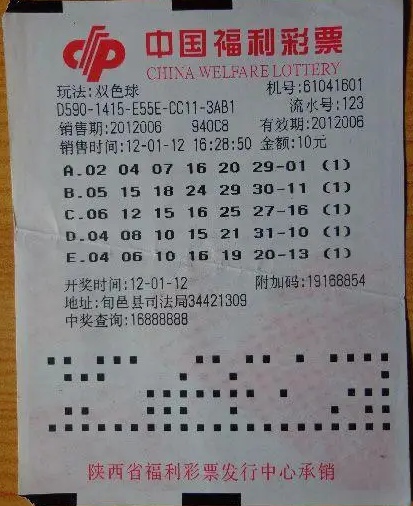 中国福利彩票
CHINA WELFARE LOTTERY
玩法:双色球 机号:61041601
D590-1415-E55E-CC11-3AB1 流水号:123
销售期:2012006 940C8 有效期:2012006
销售时间:12-01-12 16:28:50 金额:10元
A.02 04 07 16 20 29-01 (1)
B.05 15 18 24 29 30-11 (1)
C.06 12 15 16 25 27-16 (1)
D.04 08 10 15 21 31-10 (1)
E.04 06 10 16 19 20-13 (1)
开奖时间:12-01-12 附加码:19168854
地址:旬邑县司法局34421309
中奖查询:16888888
陕西省福利彩票发行中心承销